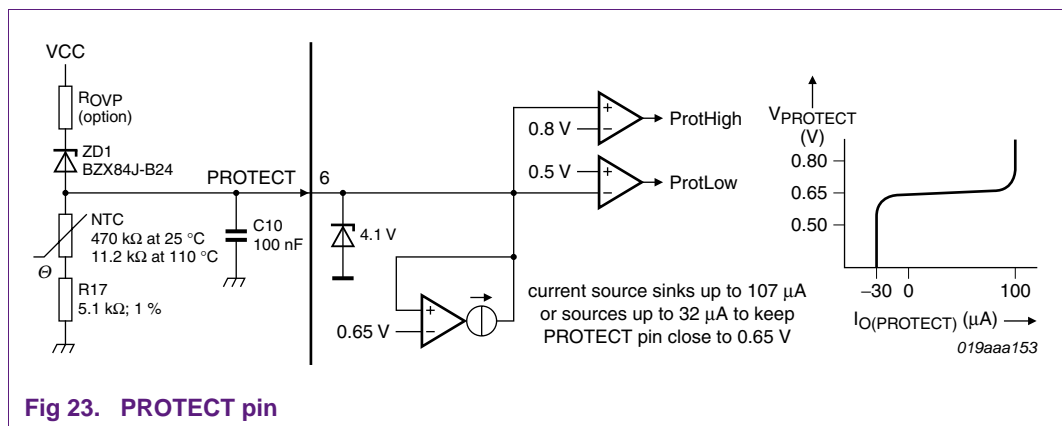 VCC
R_OVP
(option)
ZD1
BZX84J-B24
PROTECT
6
NTC
470 kΩ at 25 °C
11.2 kΩ at 110 °C
Θ
R17
5.1 kΩ; 1 %
C10
100 nF
4.1 V
+
0.8 V
−
ProtHigh
0.5 V
+
−
ProtLow
+
0.65 V
−
current source sinks up to 107 μA
or sources up to 32 μA to keep
PROTECT pin close to 0.65 V
V_PROTECT
(V)
0.80
0.65
0.50
−30 0 100
I_O(PROTECT) (μA)
019aaa153
Fig 23. PROTECT pin